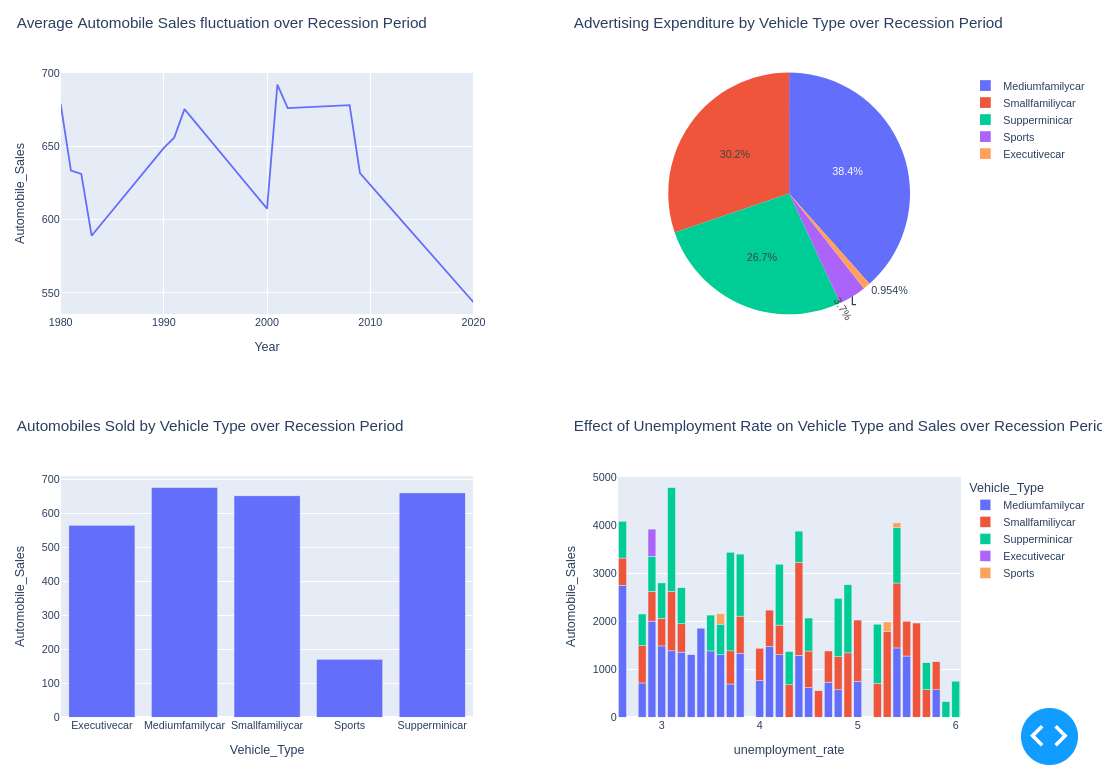 Average Automobile Sales fluctuation over Recession Period
700
650
600
550
1980
1990
2000
2010
2020
Automobile_Sales
Year
Advertising Expenditure by Vehicle Type over Recession Period
38.4%
30.2%
26.7%
0.954%
Mediumfamilycar
Smallfamiliycar
Supperminicar
Sports
Executivecar
Automobiles Sold by Vehicle Type over Recession Period
700
600
500
400
300
200
100
0
Executivecar
Mediumfamilycar
Smallfamiliycar
Sports
Supperminicar
Automobile_Sales
Vehicle_Type
Effect of Unemployment Rate on Vehicle Type and Sales over Recession
5000
4000
3000
2000
1000
0
3
4
5
6
Automobile_Sales
unemployment_rate
Vehicle_Type
Mediumfamilycar
Smallfamiliycar
Supperminicar
Executivecar
Sports